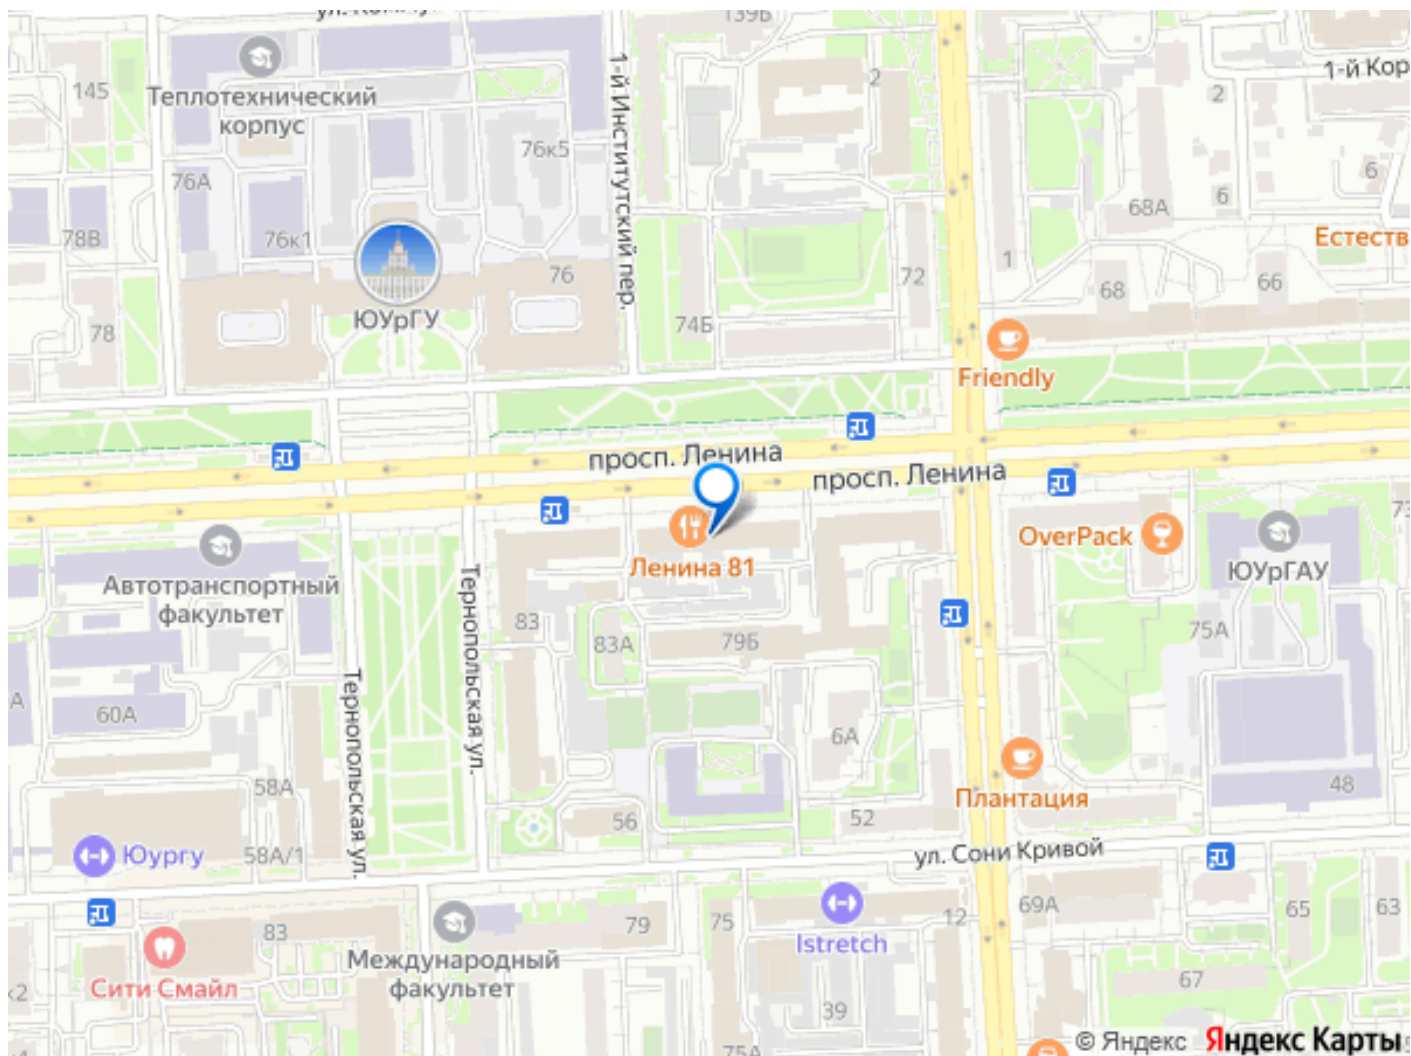 139Б
1-й Кор
145
Теплотехнический
корпус
2
2
1-й Институтский пер.
76к5
76А
6
6
68А
78В
76к1
Естеств
1
76
72
66
68
ЮУрГУ
74Б
78
Friendly
просп. Ленина
просп. Ленина
OverPack
Ленина 81
ЮУрГАУ
Автотранспортный
факультет
Тернопольская ул.
83
83А
79Б
75А
Тернопольская ул.
А
60А
6А
58А
48
Плантация
56
52
Юургу
58А/1
ул. Сони Кривой
69А
65
63
79
75
12
83
Istretch
Международный
факультет
Сити Смайл
67
39
75А
© Яндекс Яндекс Карты